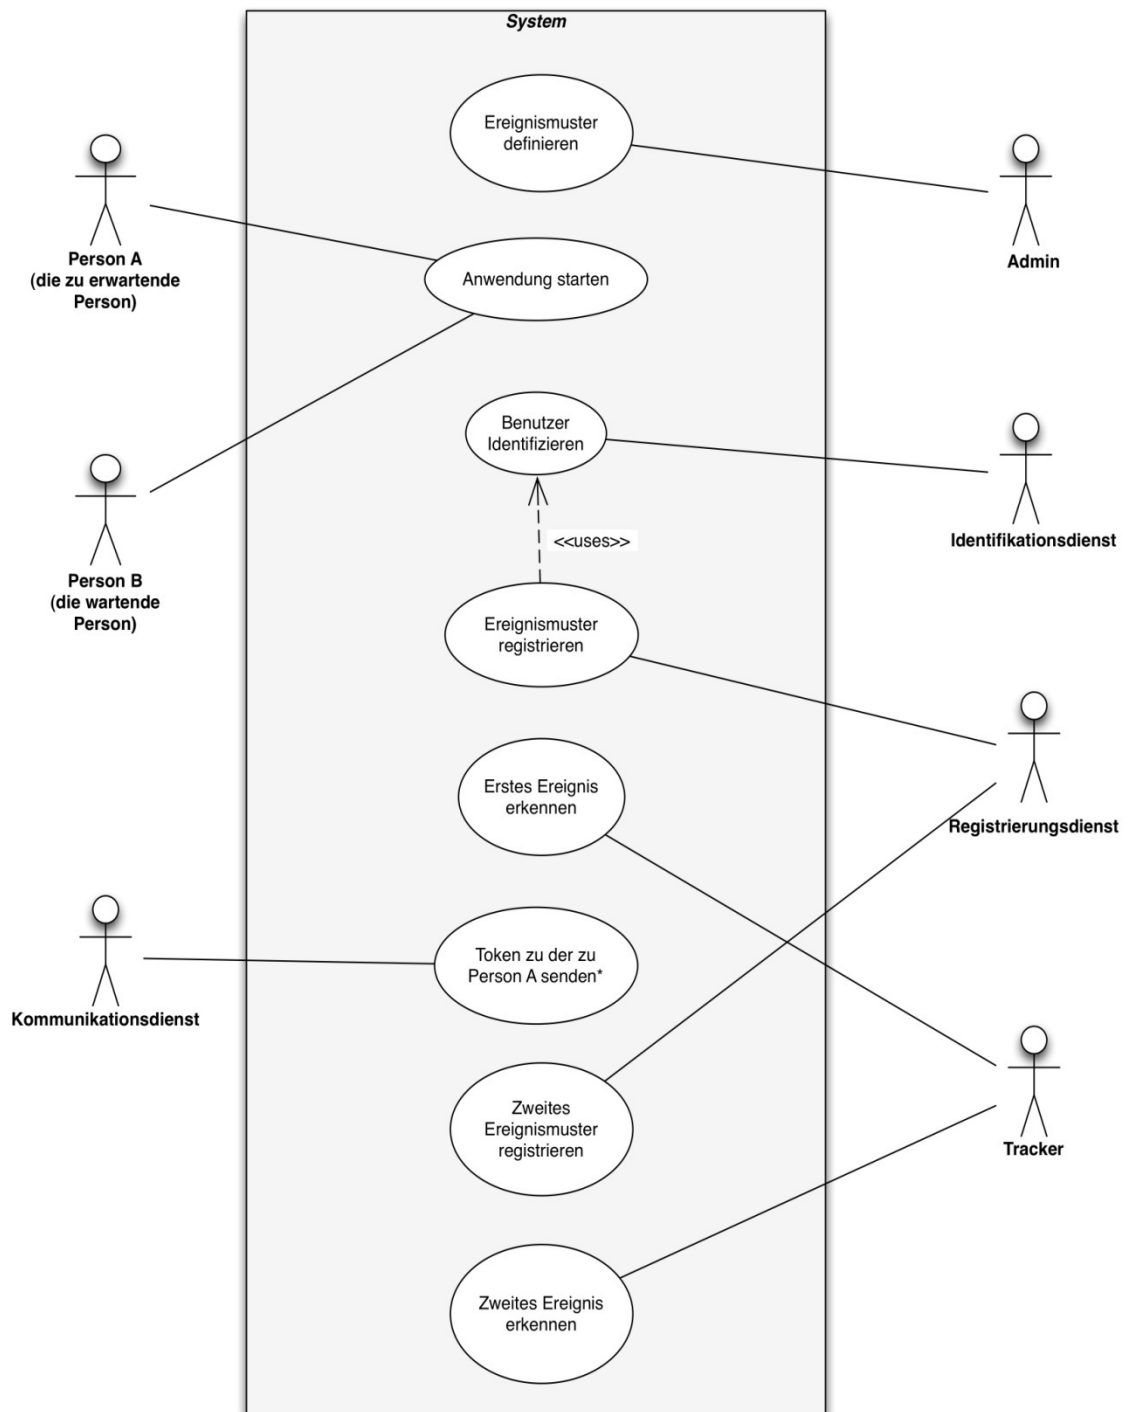 System
Ereignismuster
definieren
Person A
(die zu erwartende
Person)
Admin
Anwendung starten
Benutzer
Identifizieren
Identifikationsdienst
<<uses>>
Person B
(die wartende
Person)
Ereignismuster
registrieren
Erstes Ereignis
erkennen
Registrierungsdienst
Token zu der zu
Person A senden*
Kommunikationsdienst
Zweites
Ereignismuster
registrieren
Tracker
Zweites Ereignis
erkennen